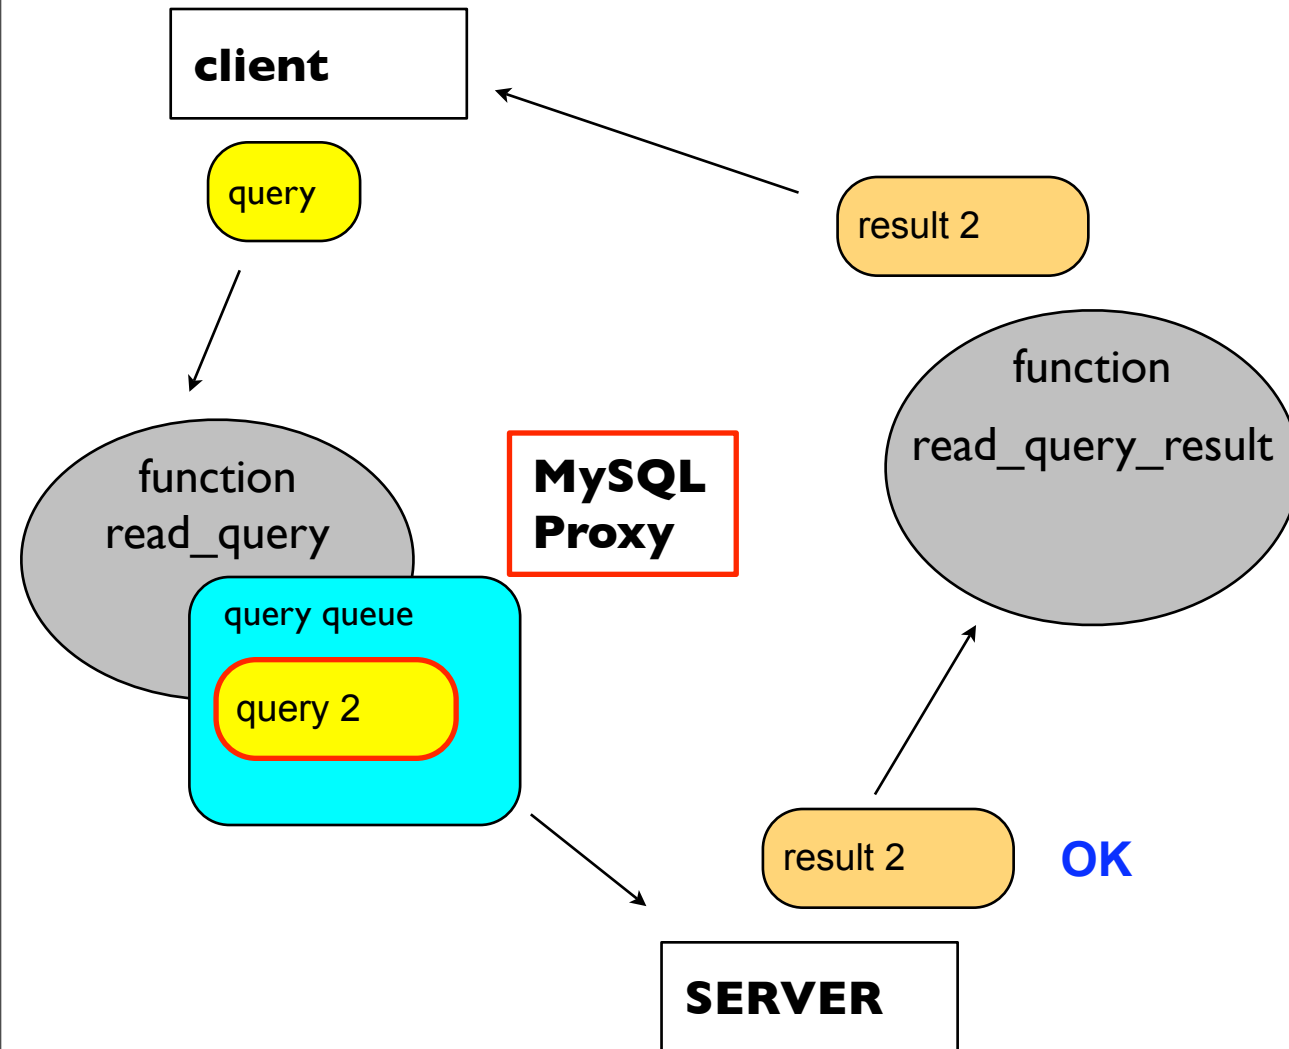 client
query
result 2
function
read_query_result
function
read_query
MySQL
Proxy
query queue
query 2
result 2
OK
SERVER